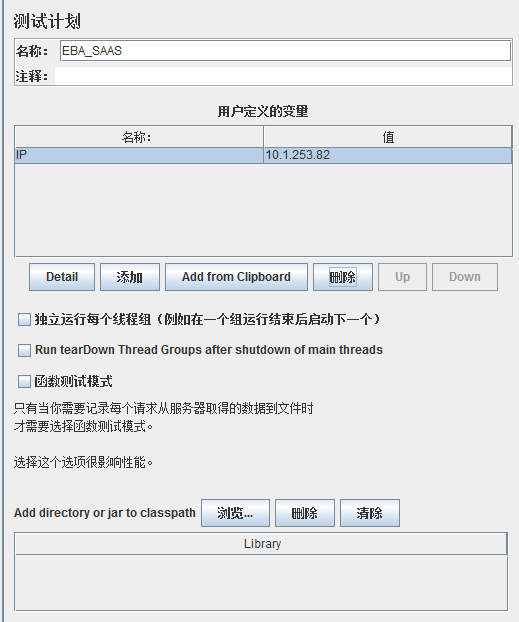 测试计划
名称： EBA_SAAS
注释：
用户定义的变量
名称： 值
IP 10.1.253.82
Detail 添加 Add from Clipboard 删除 Up Down
独立运行每个线程组（例如在一个组运行结束后启动下一个）
Run tearDown Thread Groups after shutdown of main threads
函数测试模式
只有当你需要记录每个请求从服务器取得的数据到文件时
才需要选择函数测试模式。
选择这个选项很影响性能。
Add directory or jar to classpath 浏览... 删除 清除
Library